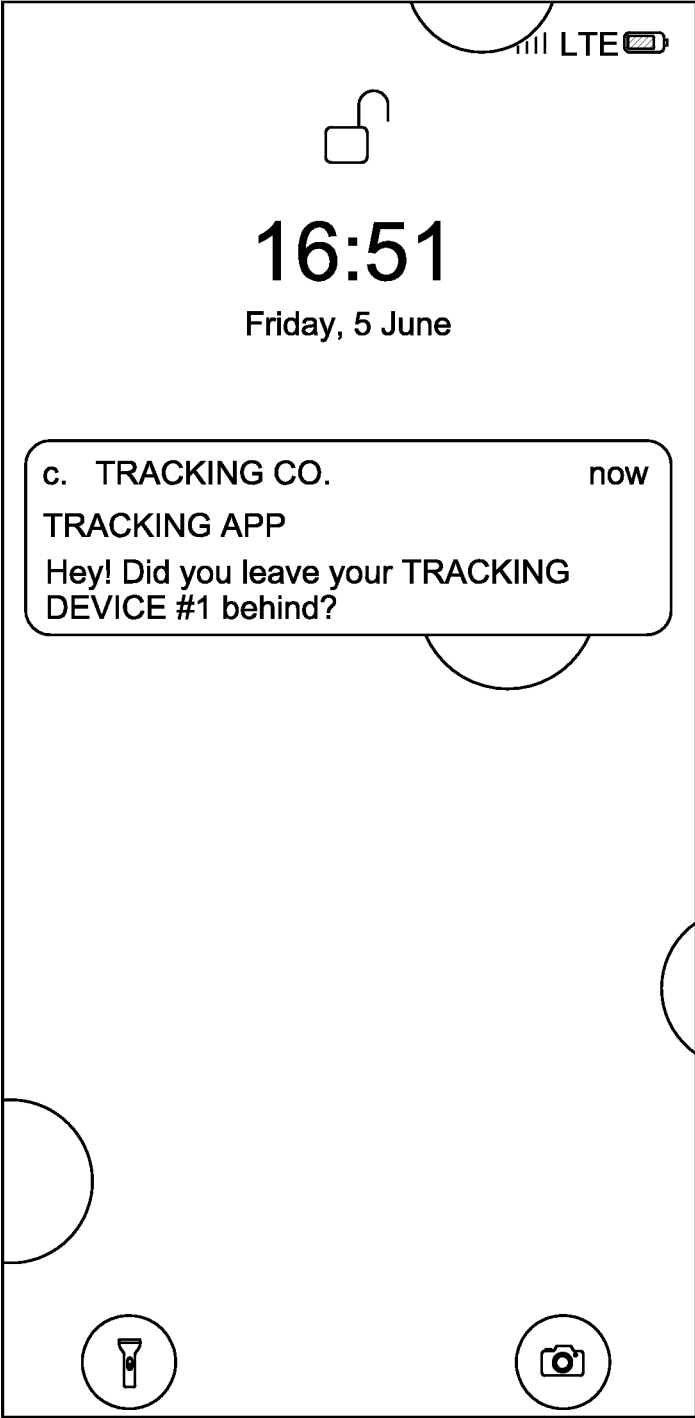 LTE
16:51
Friday, 5 June
c. TRACKING CO. now
TRACKING APP
Hey! Did you leave your TRACKING
DEVICE #1 behind?